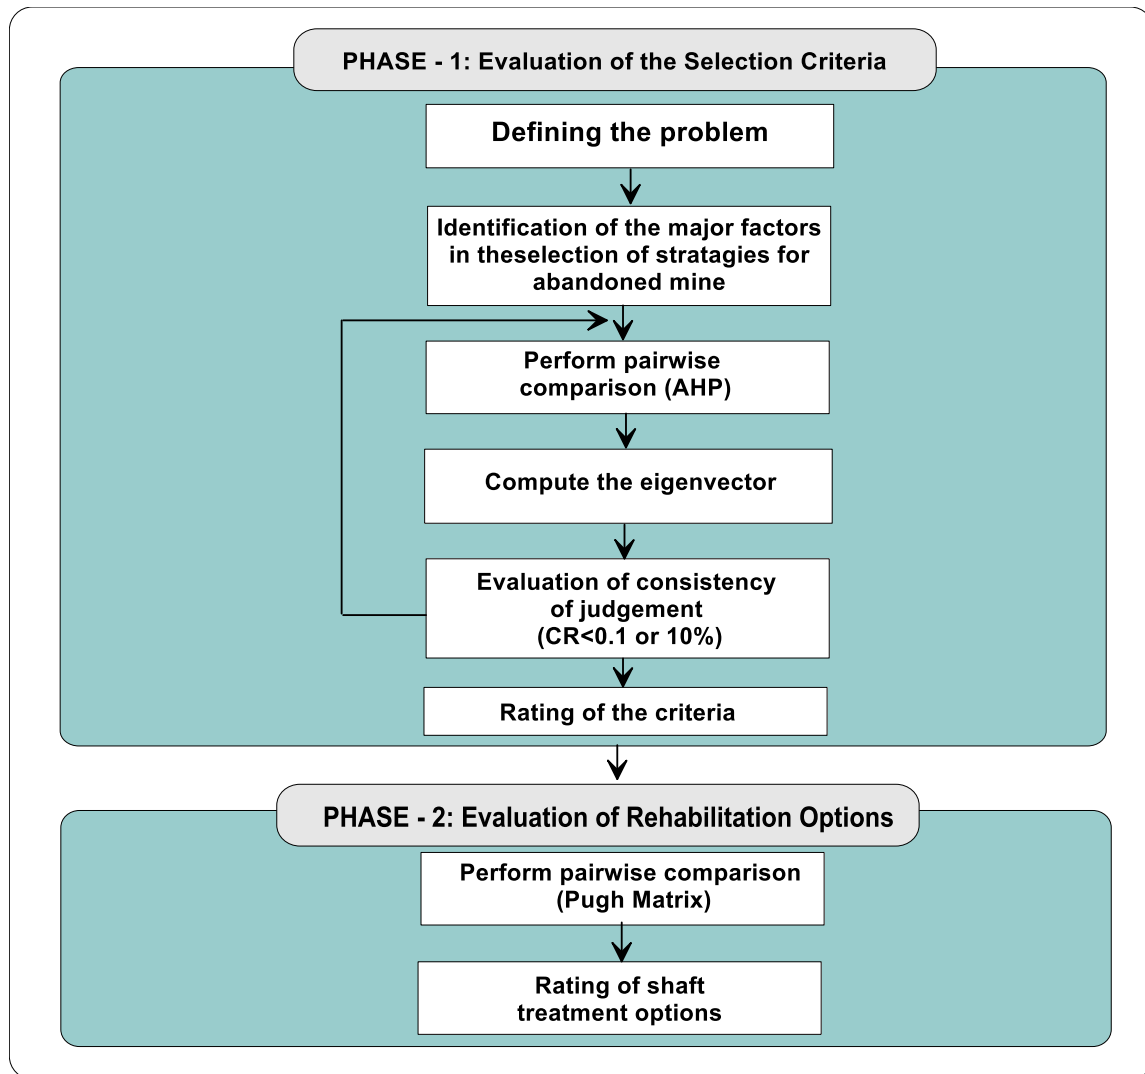 PHASE - 1: Evaluation of the Selection Criteria
Defining the problem
Identification of the major factors
in theselection of stratagies for
abandoned mine
Perform pairwise
comparison (AHP)
Compute the eigenvector
Evaluation of consistency
of judgement
(CR<0.1 or 10%)
Rating of the criteria
PHASE - 2: Evaluation of Rehabilitation Options
Perform pairwise comparison
(Pugh Matrix)
Rating of shaft
treatment options